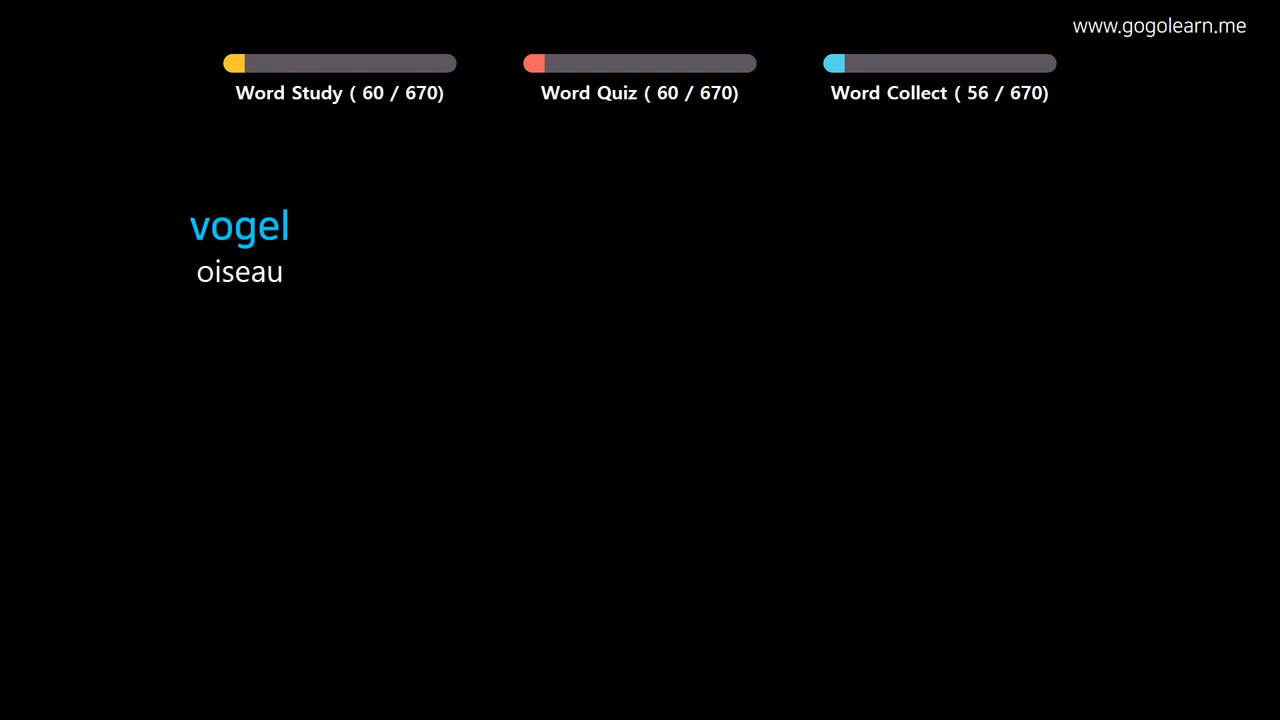 www.gogolearn.me
Word Study ( 60 / 670)
Word Quiz ( 60 / 670)
Word Collect ( 56 / 670)
vogel
oiseau